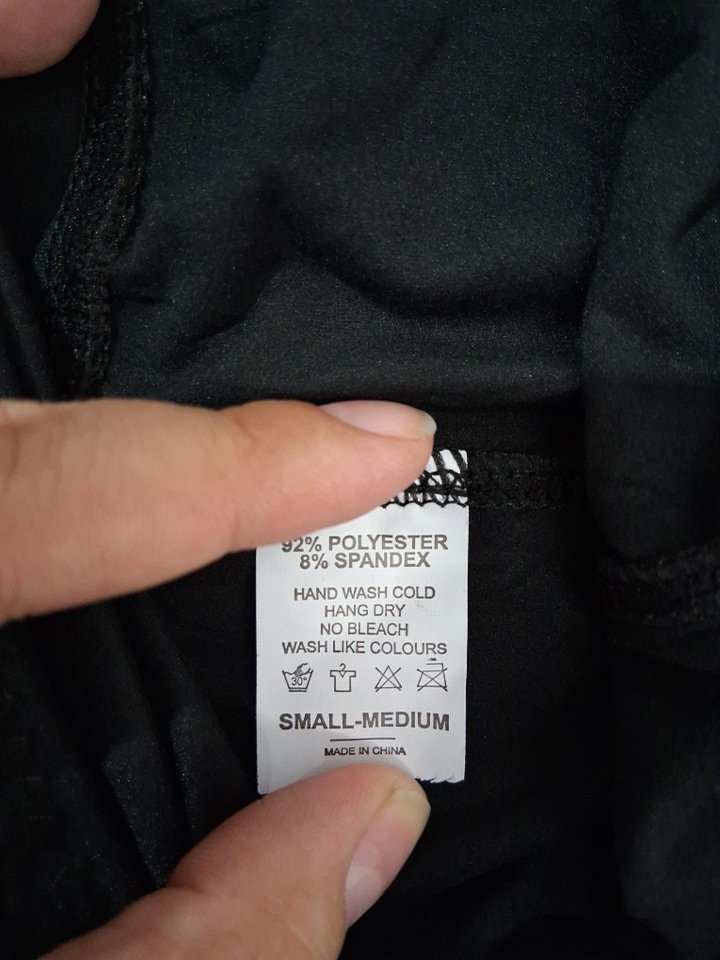 92% POLYESTER
8% SPANDEX
HAND WASH COLD
HANG DRY
NO BLEACH
WASH LIKE COLOURS
30°
SMALL-MEDIUM
MADE IN CHINA